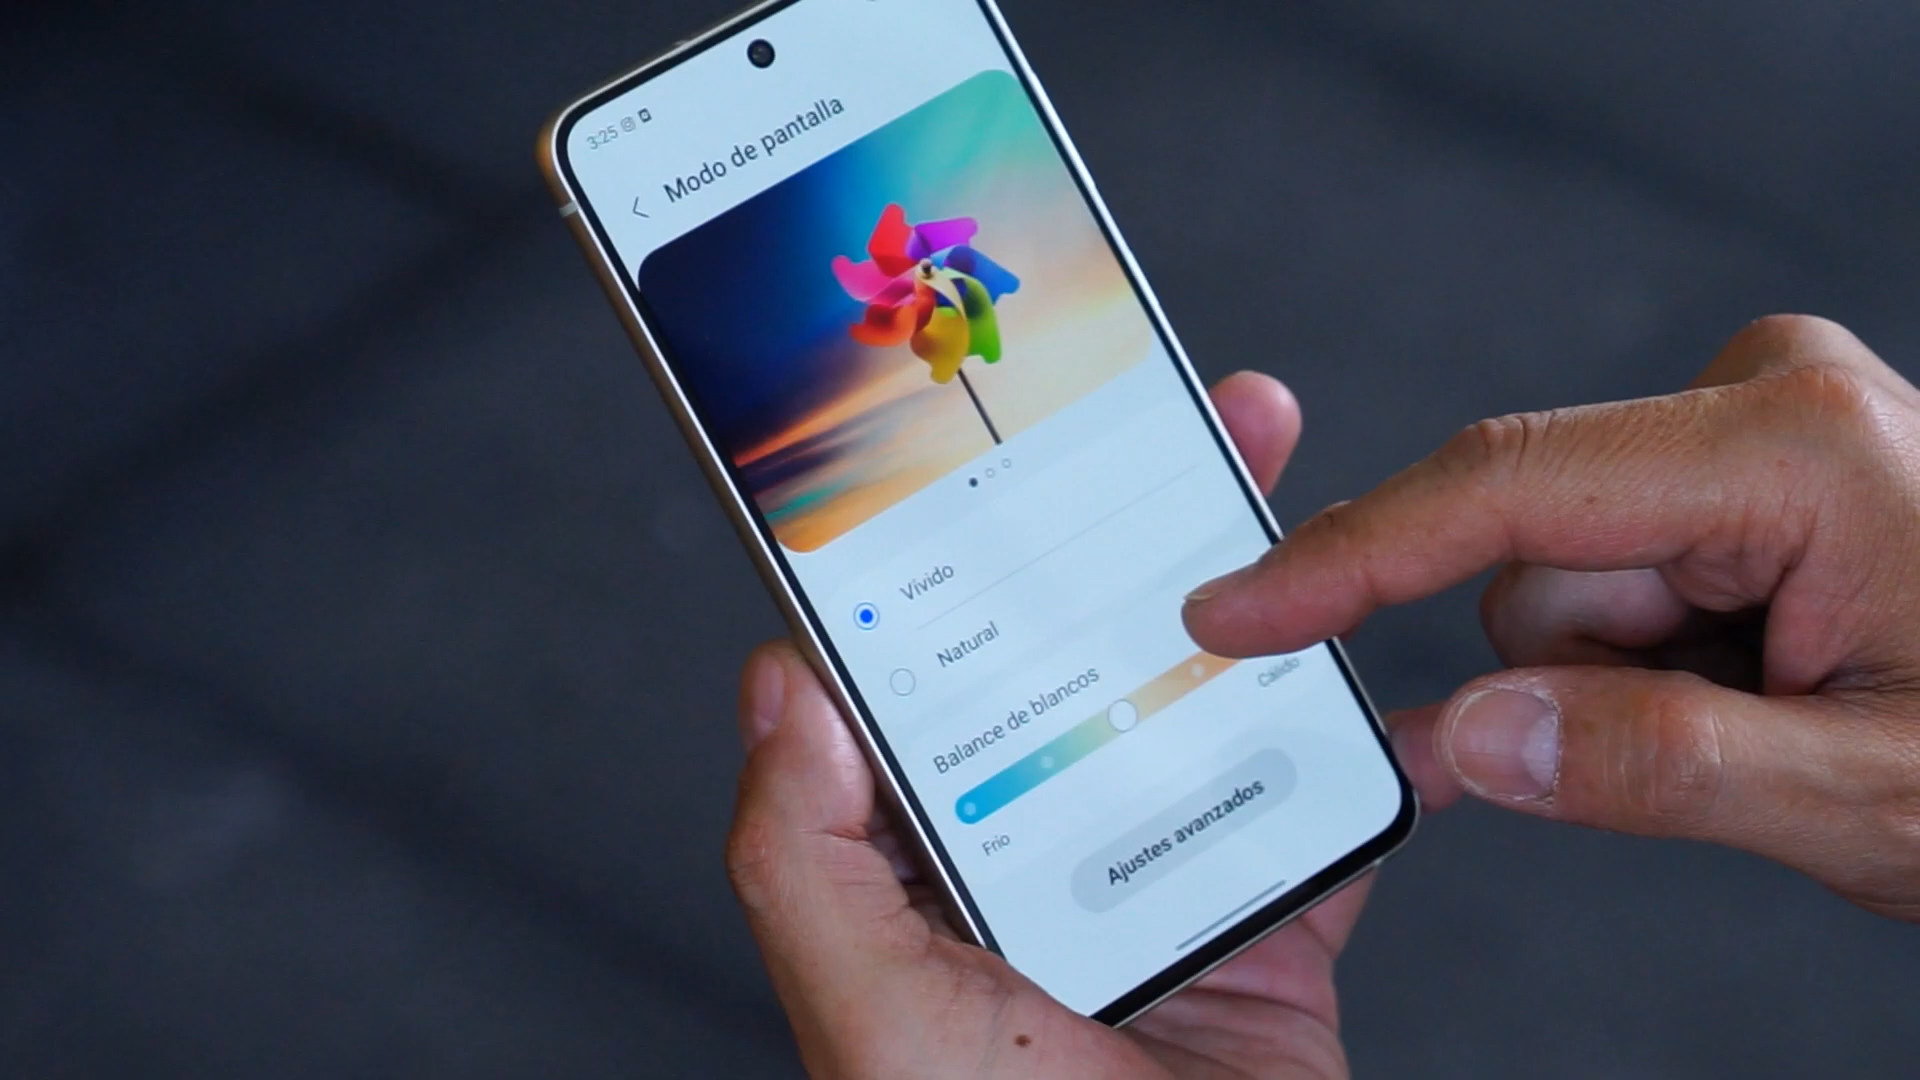 3:25
Modo de pantalla
Vívido
Natural
Balance de blancos
Frío
Cálido
Ajustes avanzados